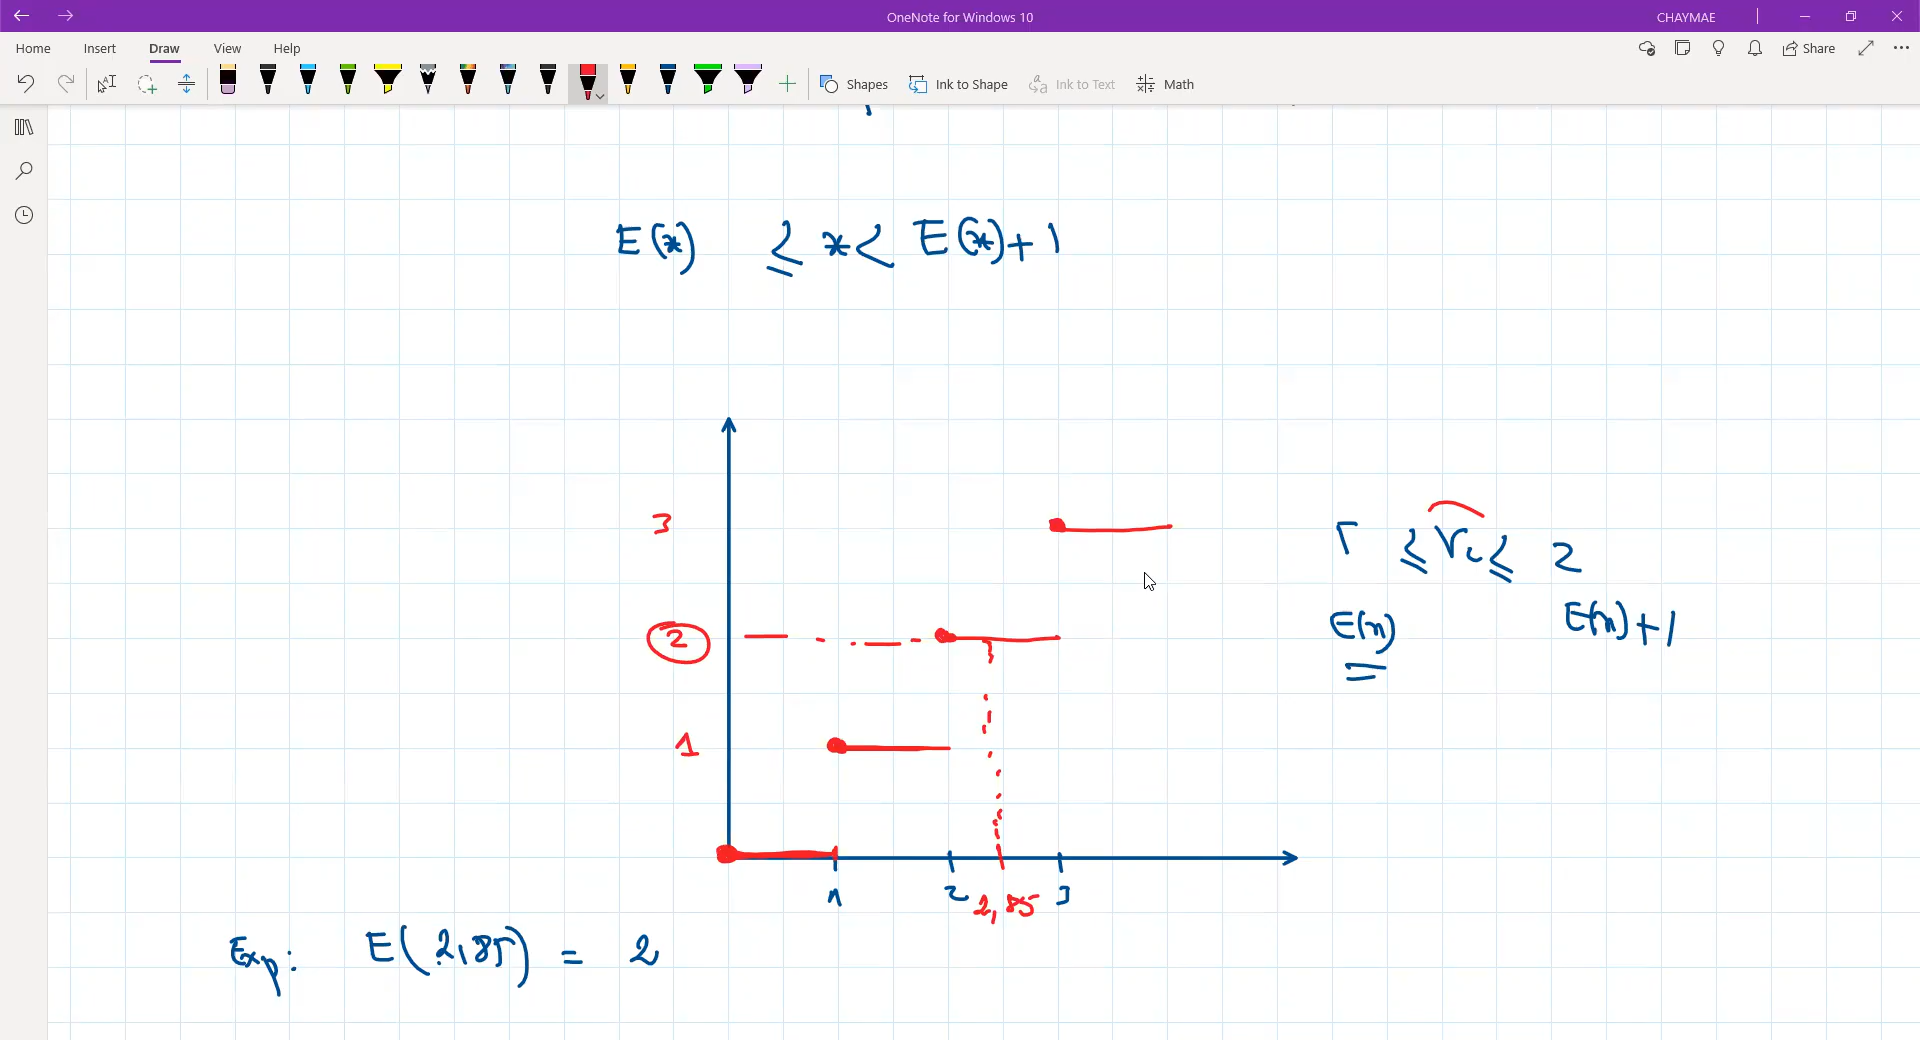 OneNote for Windows 10
CHAYMAE
Home Insert Draw View Help
Share
Shapes Ink to Shape Ink to Text Math
E(x) ≤ x < E(x)+1
3
≤ √2 ≤ 2
2
E(x) E(x)+1
1
1 2 2,85 3
Exp: E(2,85) = 2